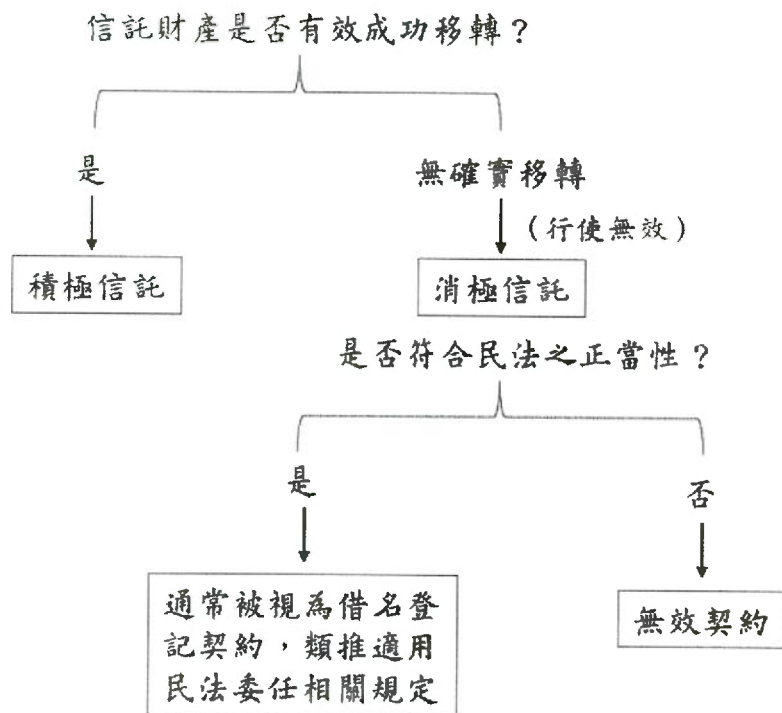 信託財產是否有效成功移轉？
是
無確實移轉
（行使無效）
積極信託
消極信託
是否符合民法之正當性？
是
否
通常被視為借名登
記契約，類推適用
民法委任相關規定
無效契約